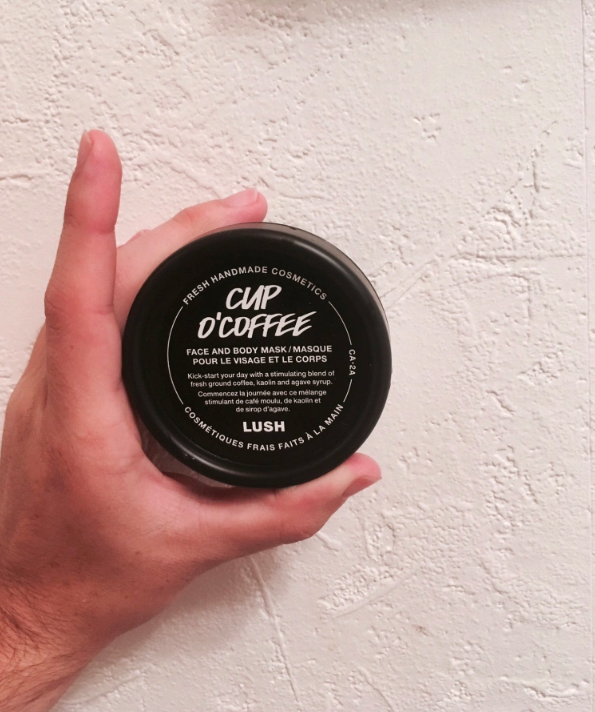 FRESH HANDMADE COSMETICS
CUP
O'COFFEE
FACE AND BODY MASK / MASQUE
POUR LE VISAGE ET LE CORPS
CA-24
Kick-start your day with a stimulating blend of
fresh ground coffee, kaolin and agave syrup.
Commencez la journée avec ce mélange
stimulant de café moulu, de kaolin et
de sirop d'agave.
LUSH
COSMÉTIQUES FRAIS FAITS À LA MAIN